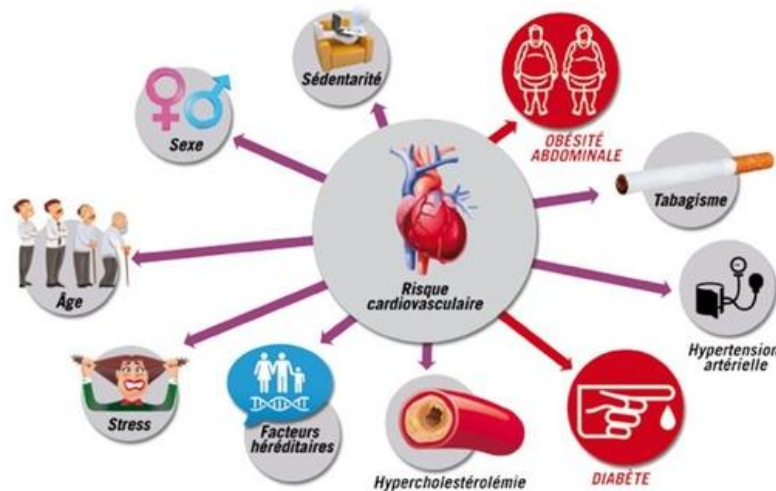 Sédentarité
Sexe
OBÉSITÉ
ABDOMINALE
Tabagisme
Âge
Risque
cardiovasculaire
Hypertension
artérielle
Stress
Facteurs
héréditaires
Hypercholestérolémie
DIABÈTE